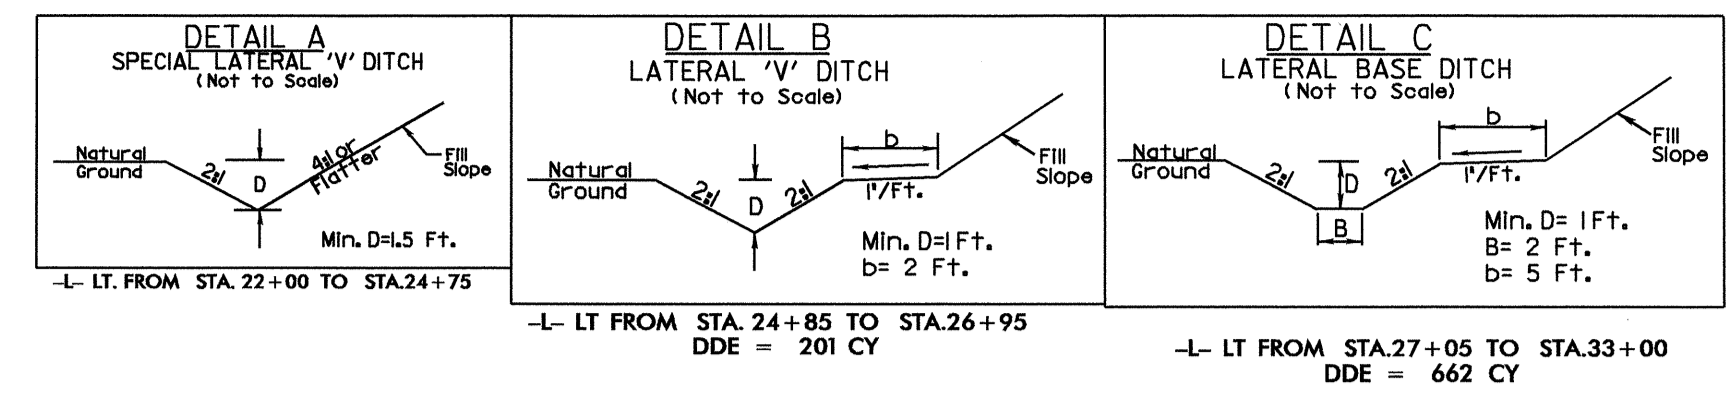 DETAIL A
SPECIAL LATERAL 'V' DITCH
(Not to Scale)
Natural
Ground
2:1
D
4:1 or
Flatter
Fill
Slope
Min. D=1.5 Ft.
-L- LT. FROM STA. 22+00 TO STA.24+75
DETAIL B
LATERAL 'V' DITCH
(Not to Scale)
Natural
Ground
2:1
D
2:1
b
1"/Ft.
Fill
Slope
Min. D=1 Ft.
b= 2 Ft.
-L- LT FROM STA. 24+85 TO STA.26+95
DDE = 201 CY
DETAIL C
LATERAL BASE DITCH
(Not to Scale)
Natural
Ground
2:1
D
B
2:1
b
1"/Ft.
Fill
Slope
Min. D= 1 Ft.
B= 2 Ft.
b= 5 Ft.
-L- LT FROM STA.27+05 TO STA.33+00
DDE = 662 CY